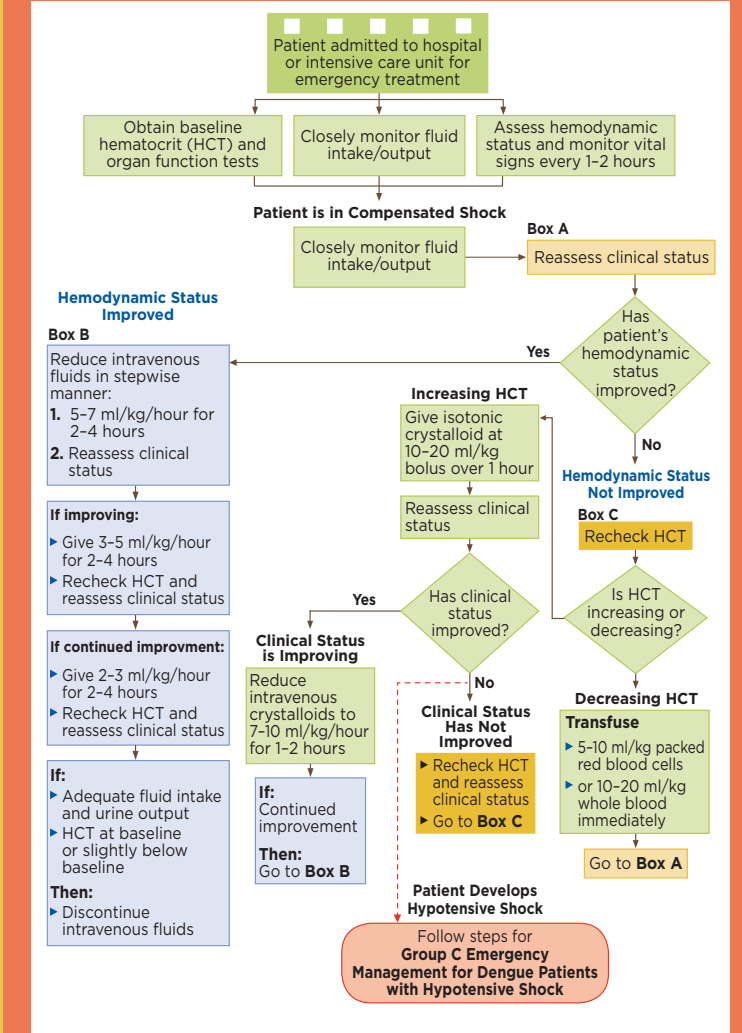 Patient admitted to hospital
or intensive care unit for
emergency treatment
Obtain baseline
hematocrit (HCT) and
organ function tests
Closely monitor fluid
intake/output
Assess hemodynamic
status and monitor vital
signs every 1–2 hours
Patient is in Compensated Shock
Closely monitor fluid
intake/output
Box A
Reassess clinical status
Has
patient’s
hemodynamic
status
improved?
Yes
No
Hemodynamic Status
Improved
Box B
Reduce intravenous
fluids in stepwise
manner:
1. 5–7 ml/kg/hour for
2–4 hours
2. Reassess clinical
status
If improving:
▶ Give 3–5 ml/kg/hour
for 2–4 hours
▶ Recheck HCT and
reassess clinical status
If continued improvment:
▶ Give 2–3 ml/kg/hour
for 2–4 hours
▶ Recheck HCT and
reassess clinical status
If:
▶ Adequate fluid intake
and urine output
▶ HCT at baseline
or slightly below
baseline
Then:
▶ Discontinue
intravenous fluids
Hemodynamic Status
Not Improved
Box C
Recheck HCT
Is HCT
increasing or
decreasing?
Increasing HCT
Give isotonic
crystalloid at
10–20 ml/kg
bolus over 1 hour
Reassess clinical
status
Has clinical
status
improved?
Yes
No
Clinical Status
is Improving
Reduce
intravenous
crystalloids to
7–10 ml/kg/hour
for 1–2 hours
If:
Continued
improvement
Then:
Go to Box B
Clinical Status
Has Not
Improved
▶ Recheck HCT
and reassess
clinical status
▶ Go to Box C
Decreasing HCT
Transfuse
▶ 5-10 ml/kg packed
red blood cells
▶ or 10–20 ml/kg
whole blood
immediately
Go to Box A
Patient Develops
Hypotensive Shock
Follow steps for
Group C Emergency
Management for Dengue Patients
with Hypotensive Shock